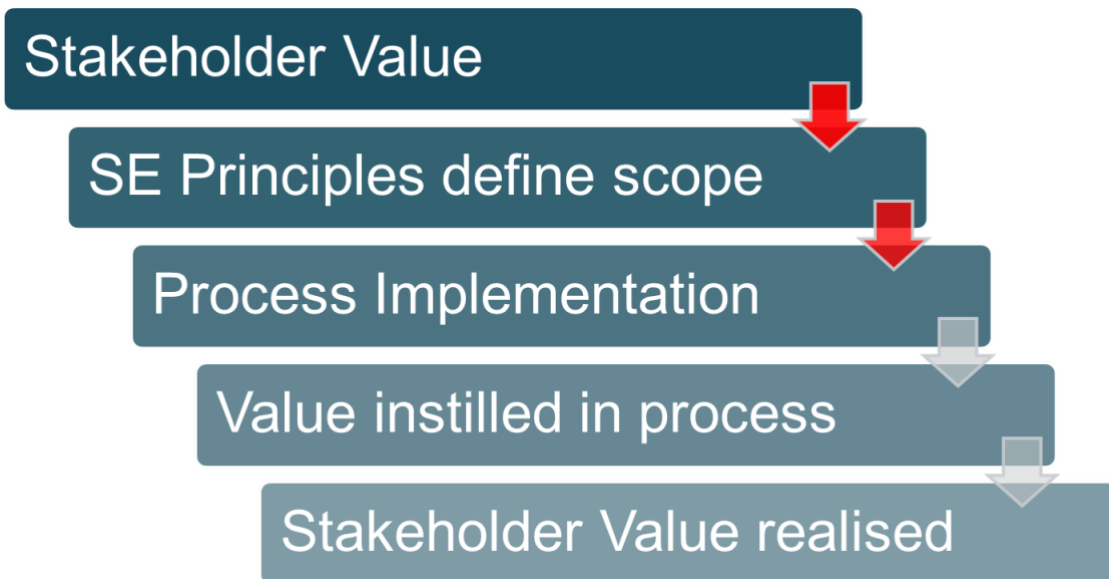 Stakeholder Value
SE Principles define scope
Process Implementation
Value instilled in process
Stakeholder Value realised